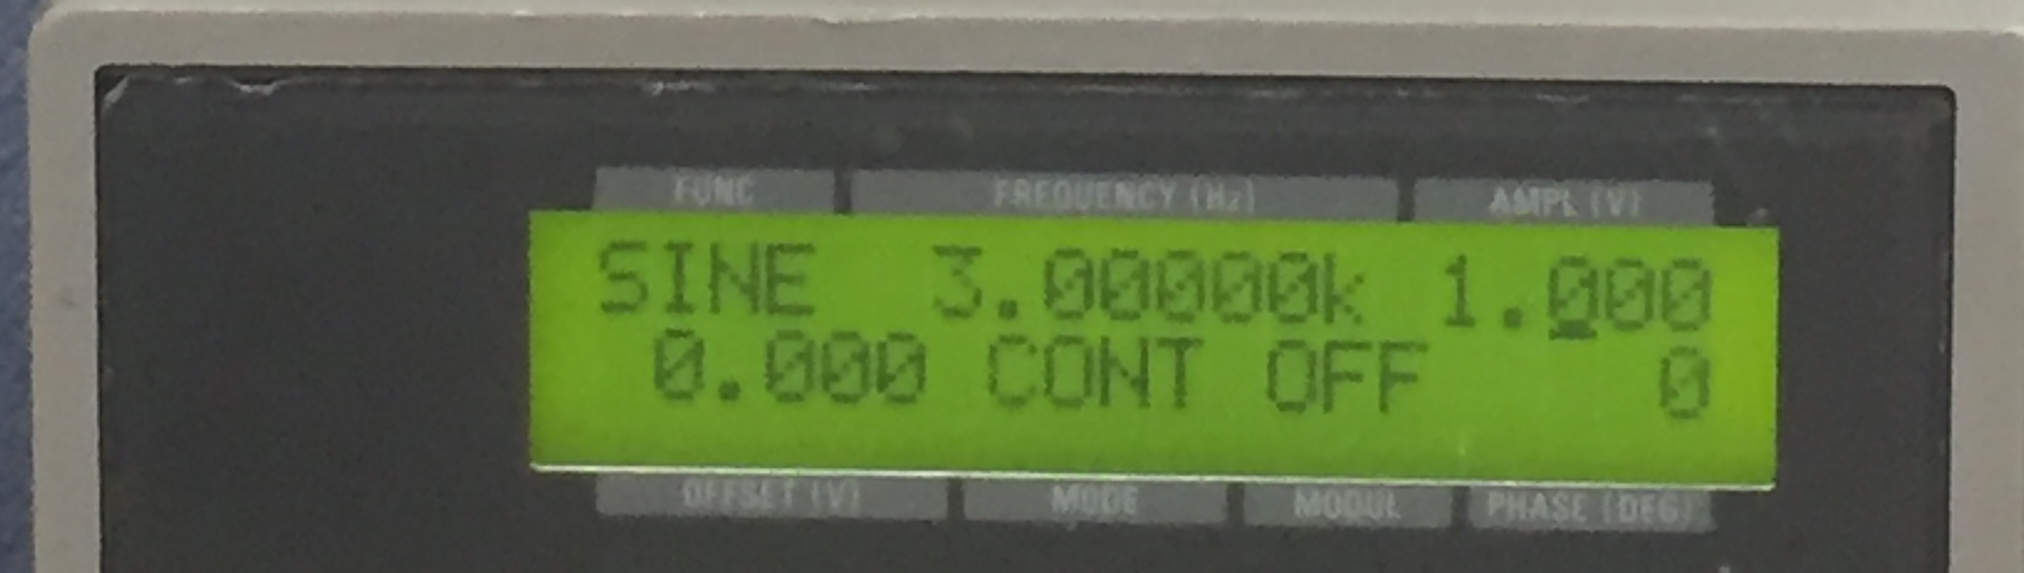 FUNC FREQUENCY (Hz) AMPL (V)
SINE 3.00000k 1.000
0.000 CONT OFF 0
OFFSET (V) MODE MODUL PHASE (DEG)